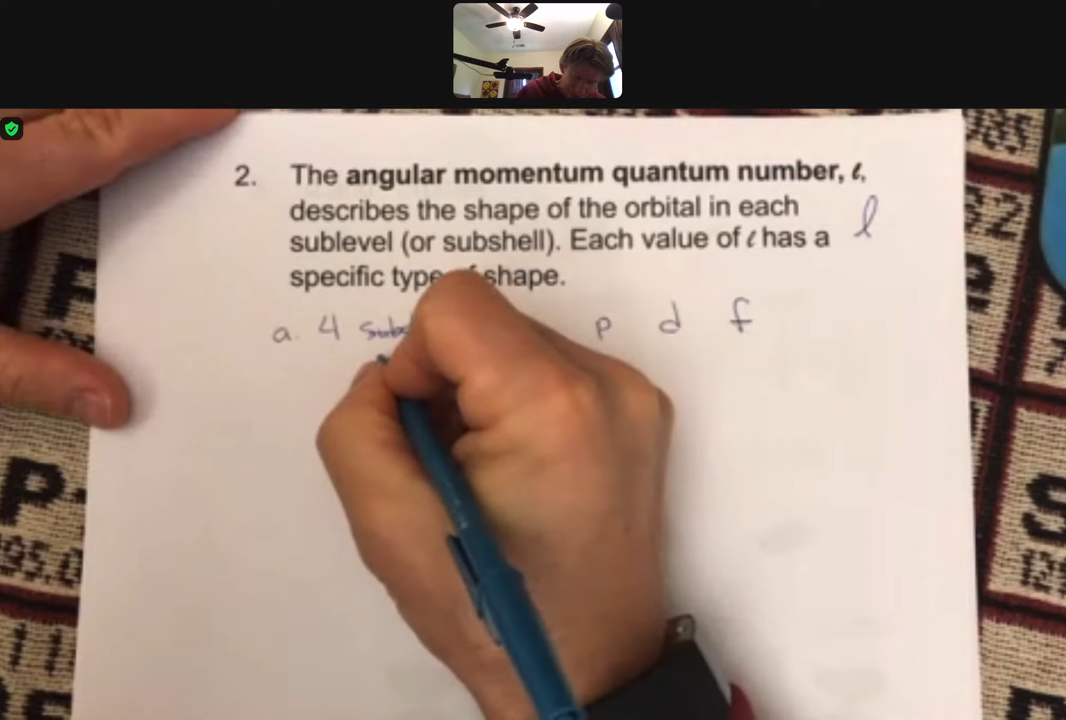 2. The angular momentum quantum number, ℓ,
describes the shape of the orbital in each
sublevel (or subshell). Each value of ℓ has a
specific type of shape.
l
a. 4 p d f